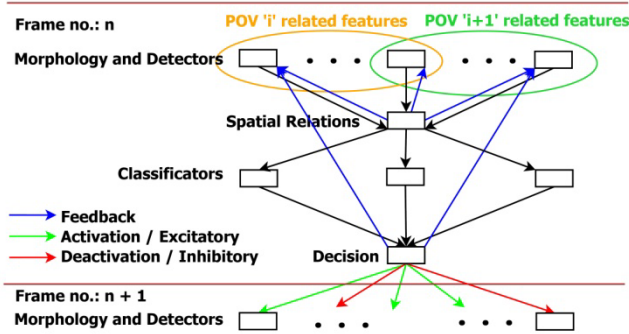 Frame no.: n
POV 'i' related features
POV 'i+1' related features
Morphology and Detectors
Spatial Relations
Classificators
Feedback
Activation / Excitatory
Deactivation / Inhibitory
Decision
Frame no.: n + 1
Morphology and Detectors